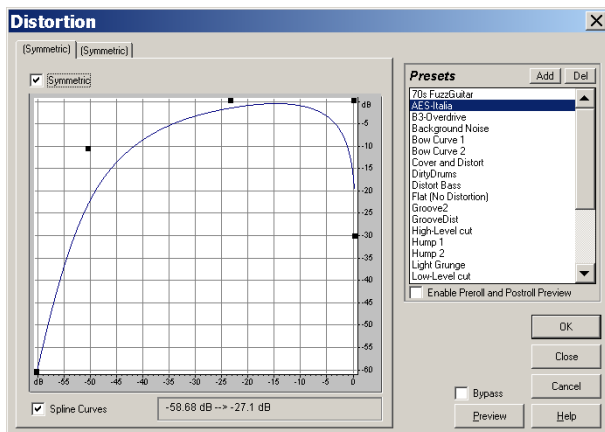 Distortion
(Symmetric) (Symmetric)
Symmetric
dB
-5
-10
-15
-20
-25
-30
-35
-40
-45
-50
-55
-60
dB -55 -50 -45 -40 -35 -30 -25 -20 -15 -10 -5 0
Spline Curves
-58.68 dB --> -27.1 dB
Presets Add Del
70s FuzzGuitar
AES-Italia
B3-Overdrive
Background Noise
Bow Curve 1
Bow Curve 2
Cover and Distort
DirtyDrums
Distort Bass
Flat (No Distortion)
Groove2
GrooveDist
High-Level cut
Hump 1
Hump 2
Light Grunge
Low-Level cut
Enable Preroll and Postroll Preview
OK
Close
Bypass Cancel
Preview Help